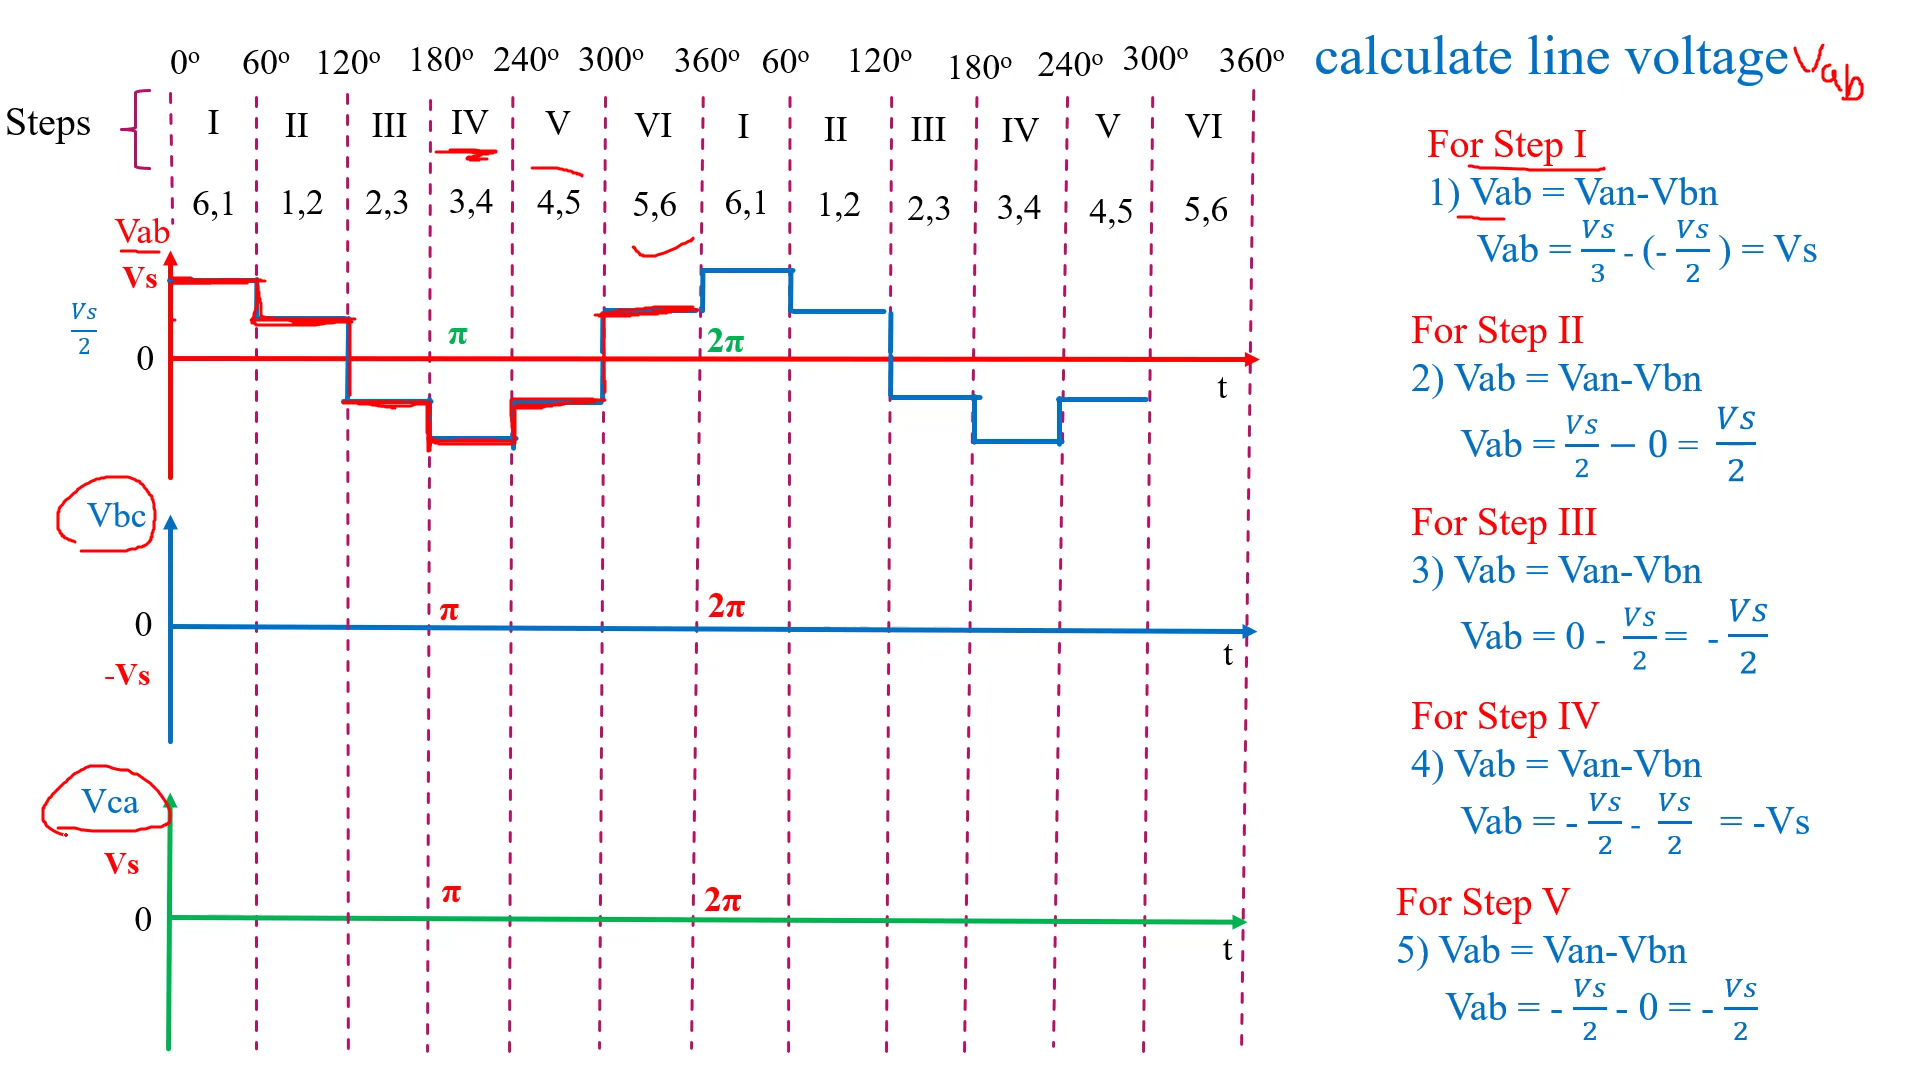 0° 60° 120° 180° 240° 300° 360° 60° 120° 180° 240° 300° 360°
calculate line voltage Vab
Steps I II III IV V VI I II III IV V VI
6,1 1,2 2,3 3,4 4,5 5,6 6,1 1,2 2,3 3,4 4,5 5,6
Vab
Vs
Vs/2
0
π 2π
t
Vbc
0
π 2π
t
-Vs
Vca
Vs
0
π 2π
t
For Step I
1) Vab = Van-Vbn
Vab = Vs/3 - (- Vs/2 ) = Vs
For Step II
2) Vab = Van-Vbn
Vab = Vs/2 − 0 = Vs/2
For Step III
3) Vab = Van-Vbn
Vab = 0 - Vs/2 = - Vs/2
For Step IV
4) Vab = Van-Vbn
Vab = - Vs/2 - Vs/2 = -Vs
For Step V
5) Vab = Van-Vbn
Vab = - Vs/2 - 0 = - Vs/2